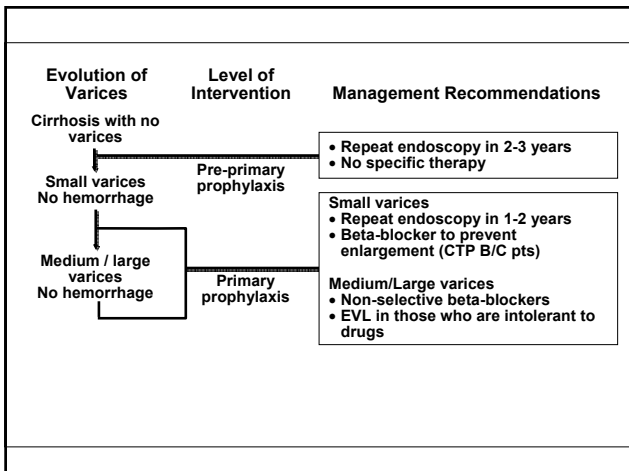 Evolution of
Varices
Level of
Intervention
Management Recommendations
Cirrhosis with no
varices
Pre-primary
prophylaxis
• Repeat endoscopy in 2-3 years
• No specific therapy
Small varices
No hemorrhage
Medium / large
varices
No hemorrhage
Primary
prophylaxis
Small varices
• Repeat endoscopy in 1-2 years
• Beta-blocker to prevent
enlargement (CTP B/C pts)
Medium/Large varices
• Non-selective beta-blockers
• EVL in those who are intolerant to
drugs